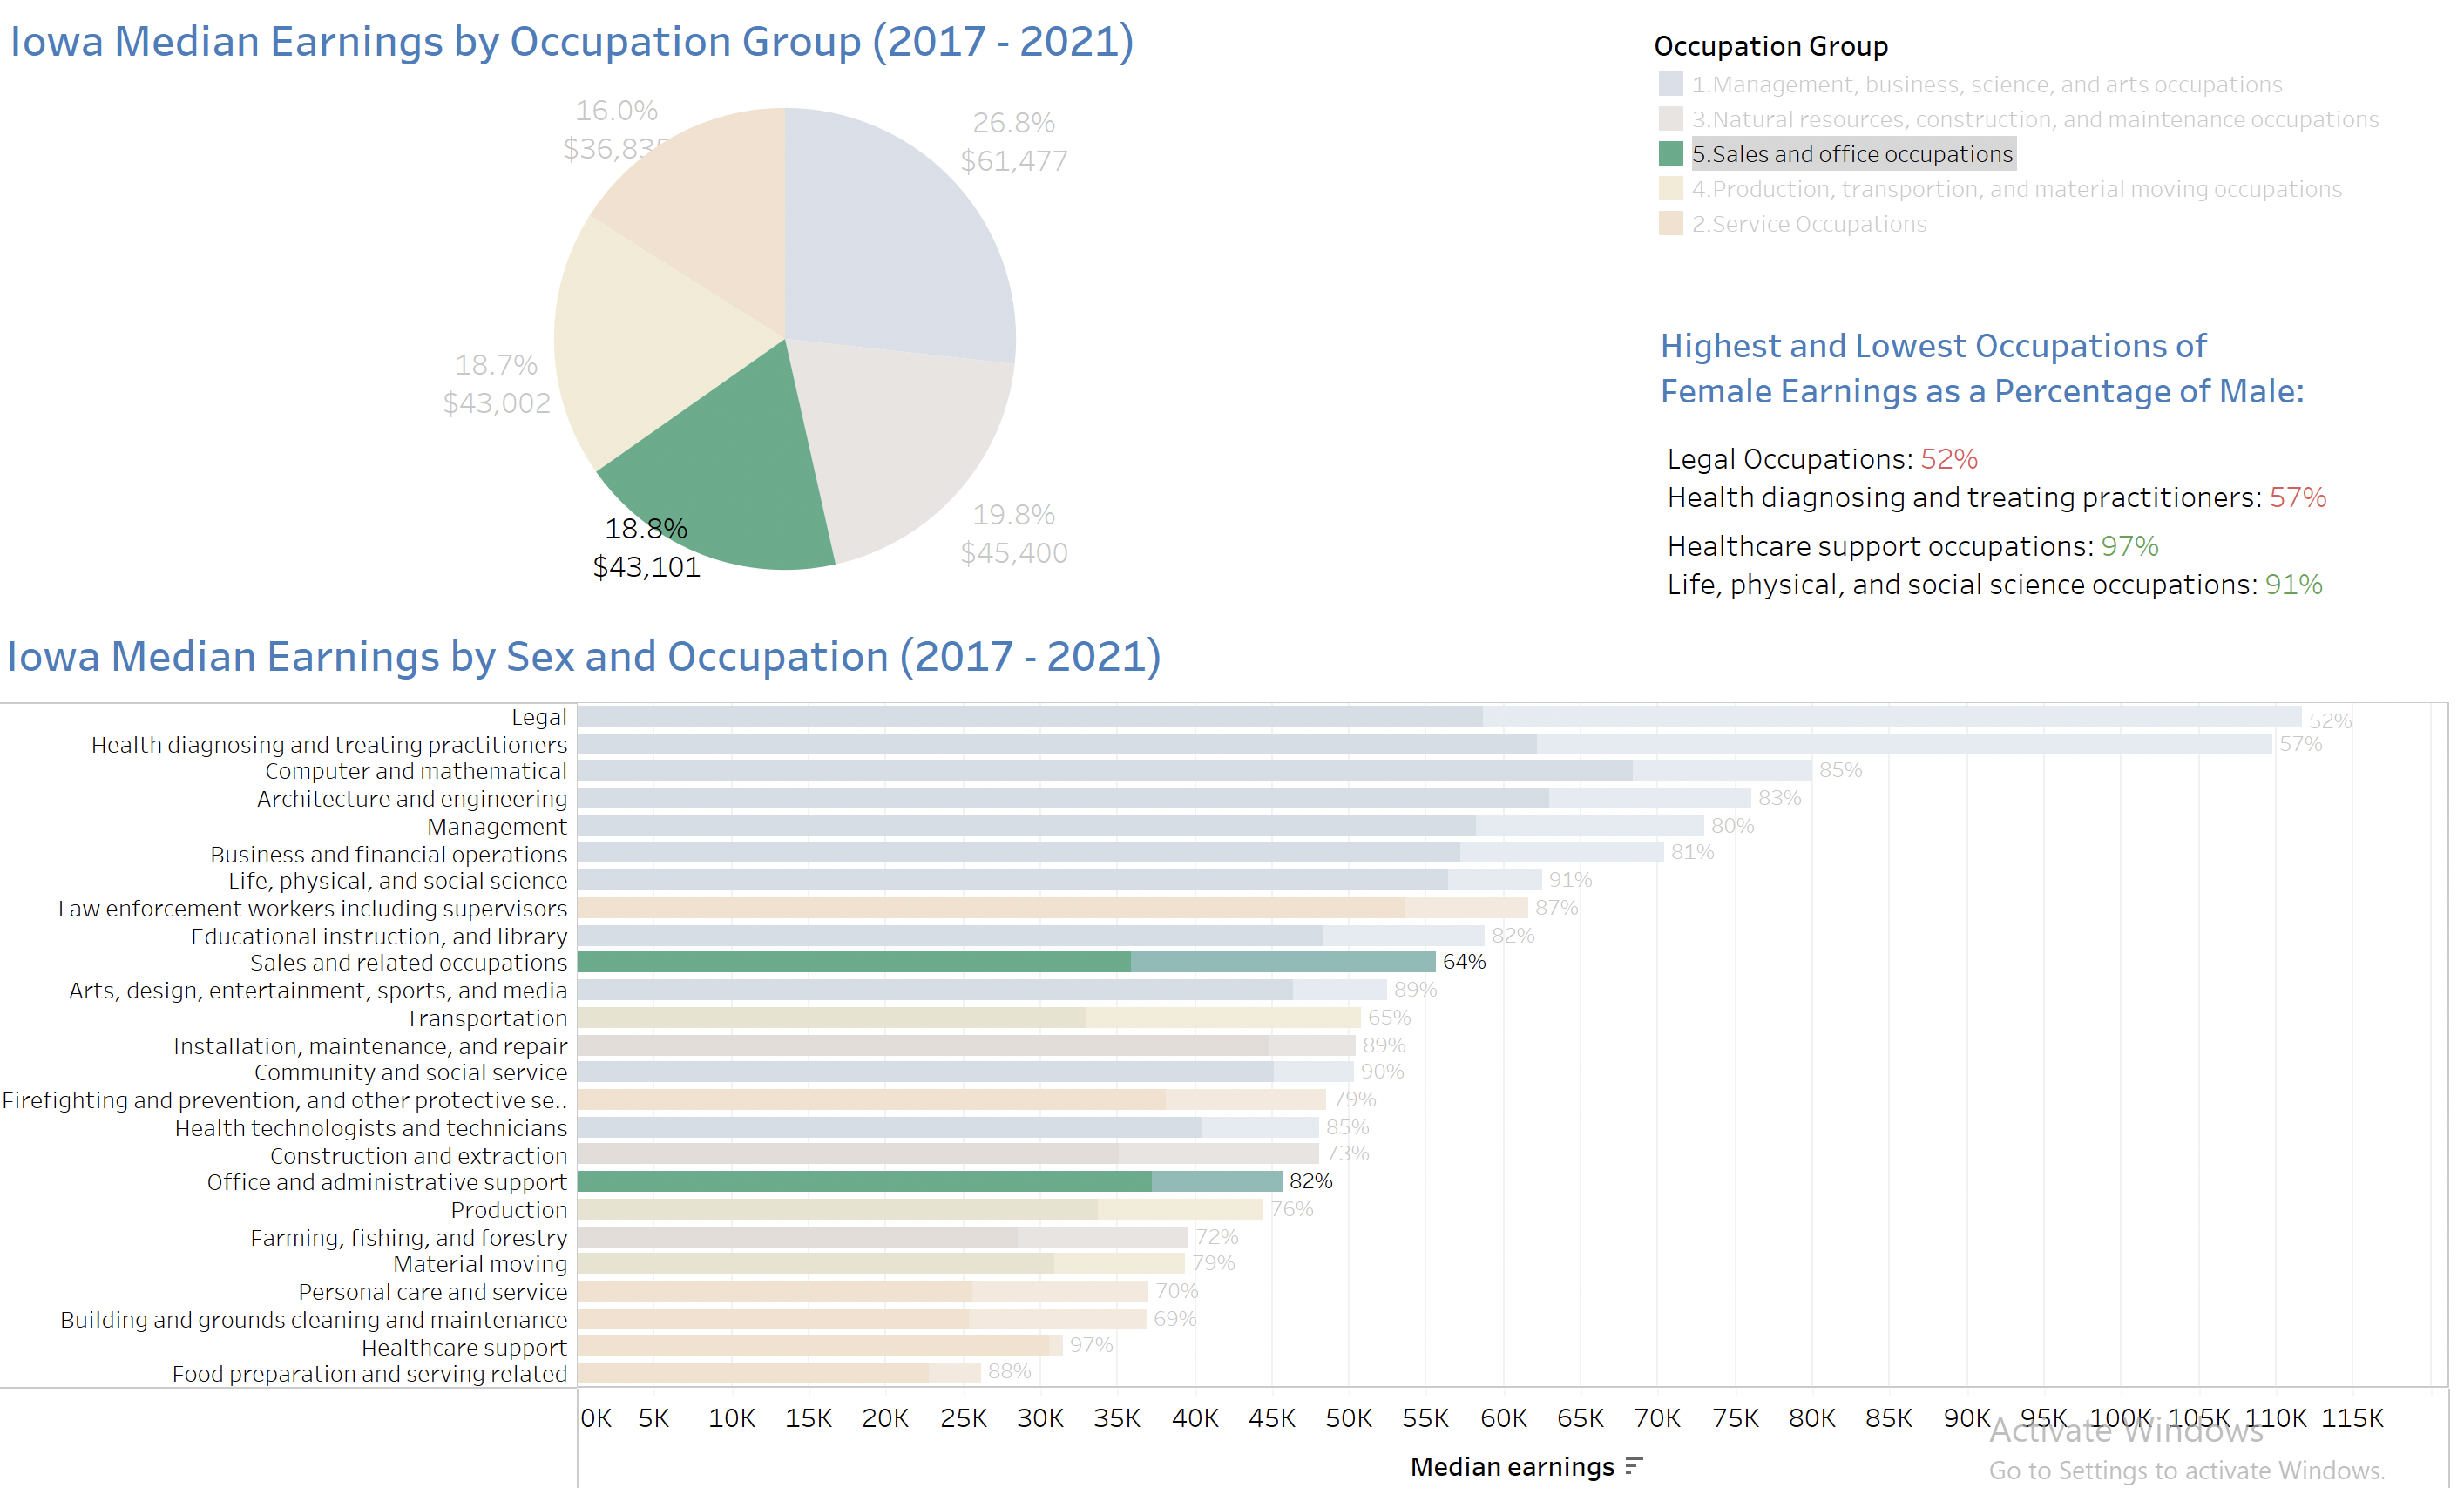 Iowa Median Earnings by Occupation Group (2017 - 2021)
16.0%
$36,835
26.8%
$61,477
18.7%
$43,002
18.8%
$43,101
19.8%
$45,400
Occupation Group
1.Management, business, science, and arts occupations
3.Natural resources, construction, and maintenance occupations
5.Sales and office occupations
4.Production, transportion, and material moving occupations
2.Service Occupations
Highest and Lowest Occupations of
Female Earnings as a Percentage of Male:
Legal Occupations: 52%
Health diagnosing and treating practitioners: 57%
Healthcare support occupations: 97%
Life, physical, and social science occupations: 91%
Iowa Median Earnings by Sex and Occupation (2017 - 2021)
Legal 52%
Health diagnosing and treating practitioners 57%
Computer and mathematical 85%
Architecture and engineering 83%
Management 80%
Business and financial operations 81%
Life, physical, and social science 91%
Law enforcement workers including supervisors 87%
Educational instruction, and library 82%
Sales and related occupations 64%
Arts, design, entertainment, sports, and media 89%
Transportation 65%
Installation, maintenance, and repair 89%
Community and social service 90%
Firefighting and prevention, and other protective se.. 79%
Health technologists and technicians 85%
Construction and extraction 73%
Office and administrative support 82%
Production 76%
Farming, fishing, and forestry 72%
Material moving 79%
Personal care and service 70%
Building and grounds cleaning and maintenance 69%
Healthcare support 97%
Food preparation and serving related 88%
0K 5K 10K 15K 20K 25K 30K 35K 40K 45K 50K 55K 60K 65K 70K 75K 80K 85K 90K 95K 100K 105K 110K 115K
Median earnings
Activate Windows
Go to Settings to activate Windows.